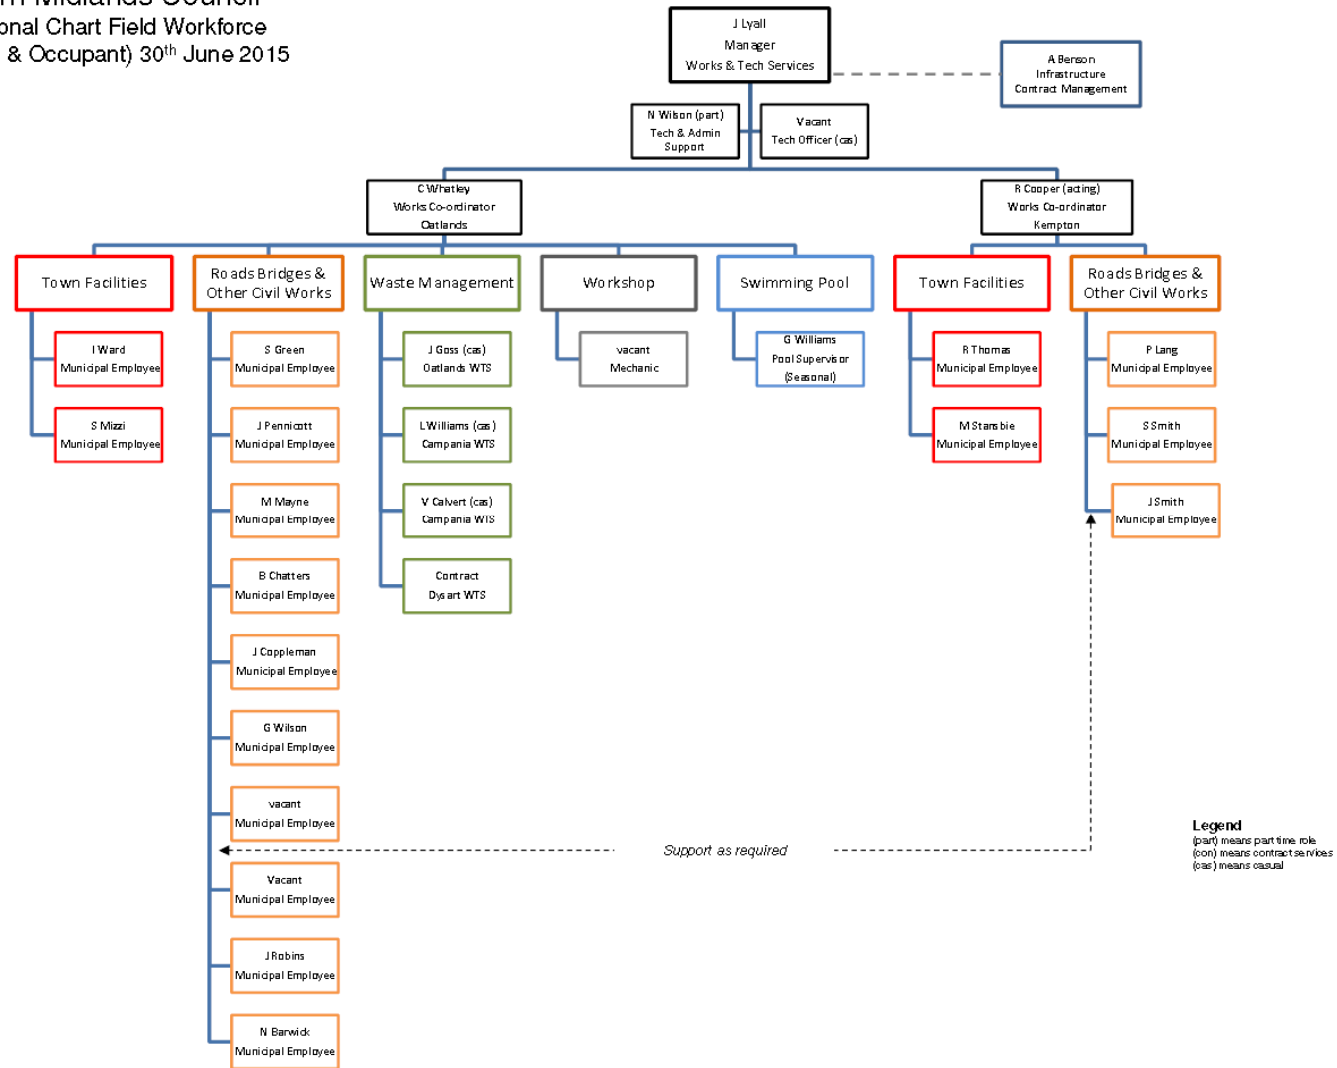 Midlands Council
onal Chart Field Workforce
& Occupant) 30th June 2015
J Lyall
Manager
Works & Tech Services
A Benson
Infrastructure
Contract Management
N Wilson (part)
Tech & Admin
Support
Vacant
Tech Officer (cas)
C Whatley
Works Co-ordinator
Oatlands
R Cooper (acting)
Works Co-ordinator
Kempton
Town Facilities
Roads Bridges &
Other Civil Works
Waste Management
Workshop
Swimming Pool
Town Facilities
Roads Bridges &
Other Civil Works
I Ward
Municipal Employee
S Mizzi
Municipal Employee
S Green
Municipal Employee
J Pennicott
Municipal Employee
M Mayne
Municipal Employee
B Chatters
Municipal Employee
J Coppleman
Municipal Employee
G Wilson
Municipal Employee
vacant
Municipal Employee
Vacant
Municipal Employee
J Robins
Municipal Employee
N Barwick
Municipal Employee
J Goss (cas)
Oatlands WTS
L Williams (cas)
Campania WTS
V Calvert (cas)
Campania WTS
Contract
Dysart WTS
vacant
Mechanic
G Williams
Pool Supervisor
(Seasonal)
R Thomas
Municipal Employee
M Stansbie
Municipal Employee
P Lang
Municipal Employee
S Smith
Municipal Employee
J Smith
Municipal Employee
Support as required
Legend
(part) means part time role
(con) means contract services
(cas) means casual